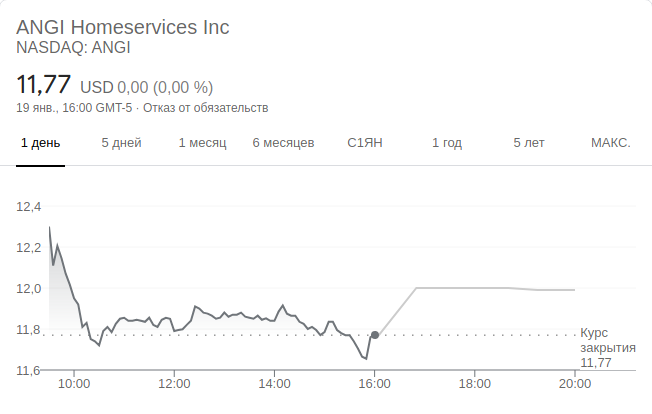 ANGI Homeservices Inc
NASDAQ: ANGI
11,77 USD 0,00 (0,00 %)
19 янв., 16:00 GMT-5 · Отказ от обязательств
1 день 5 дней 1 месяц 6 месяцев С1ЯН 1 год 5 лет МАКС.
12,4
12,2
12,0
11,8
Курс
закрытия
11,77
11,6
10:00 12:00 14:00 16:00 18:00 20:00